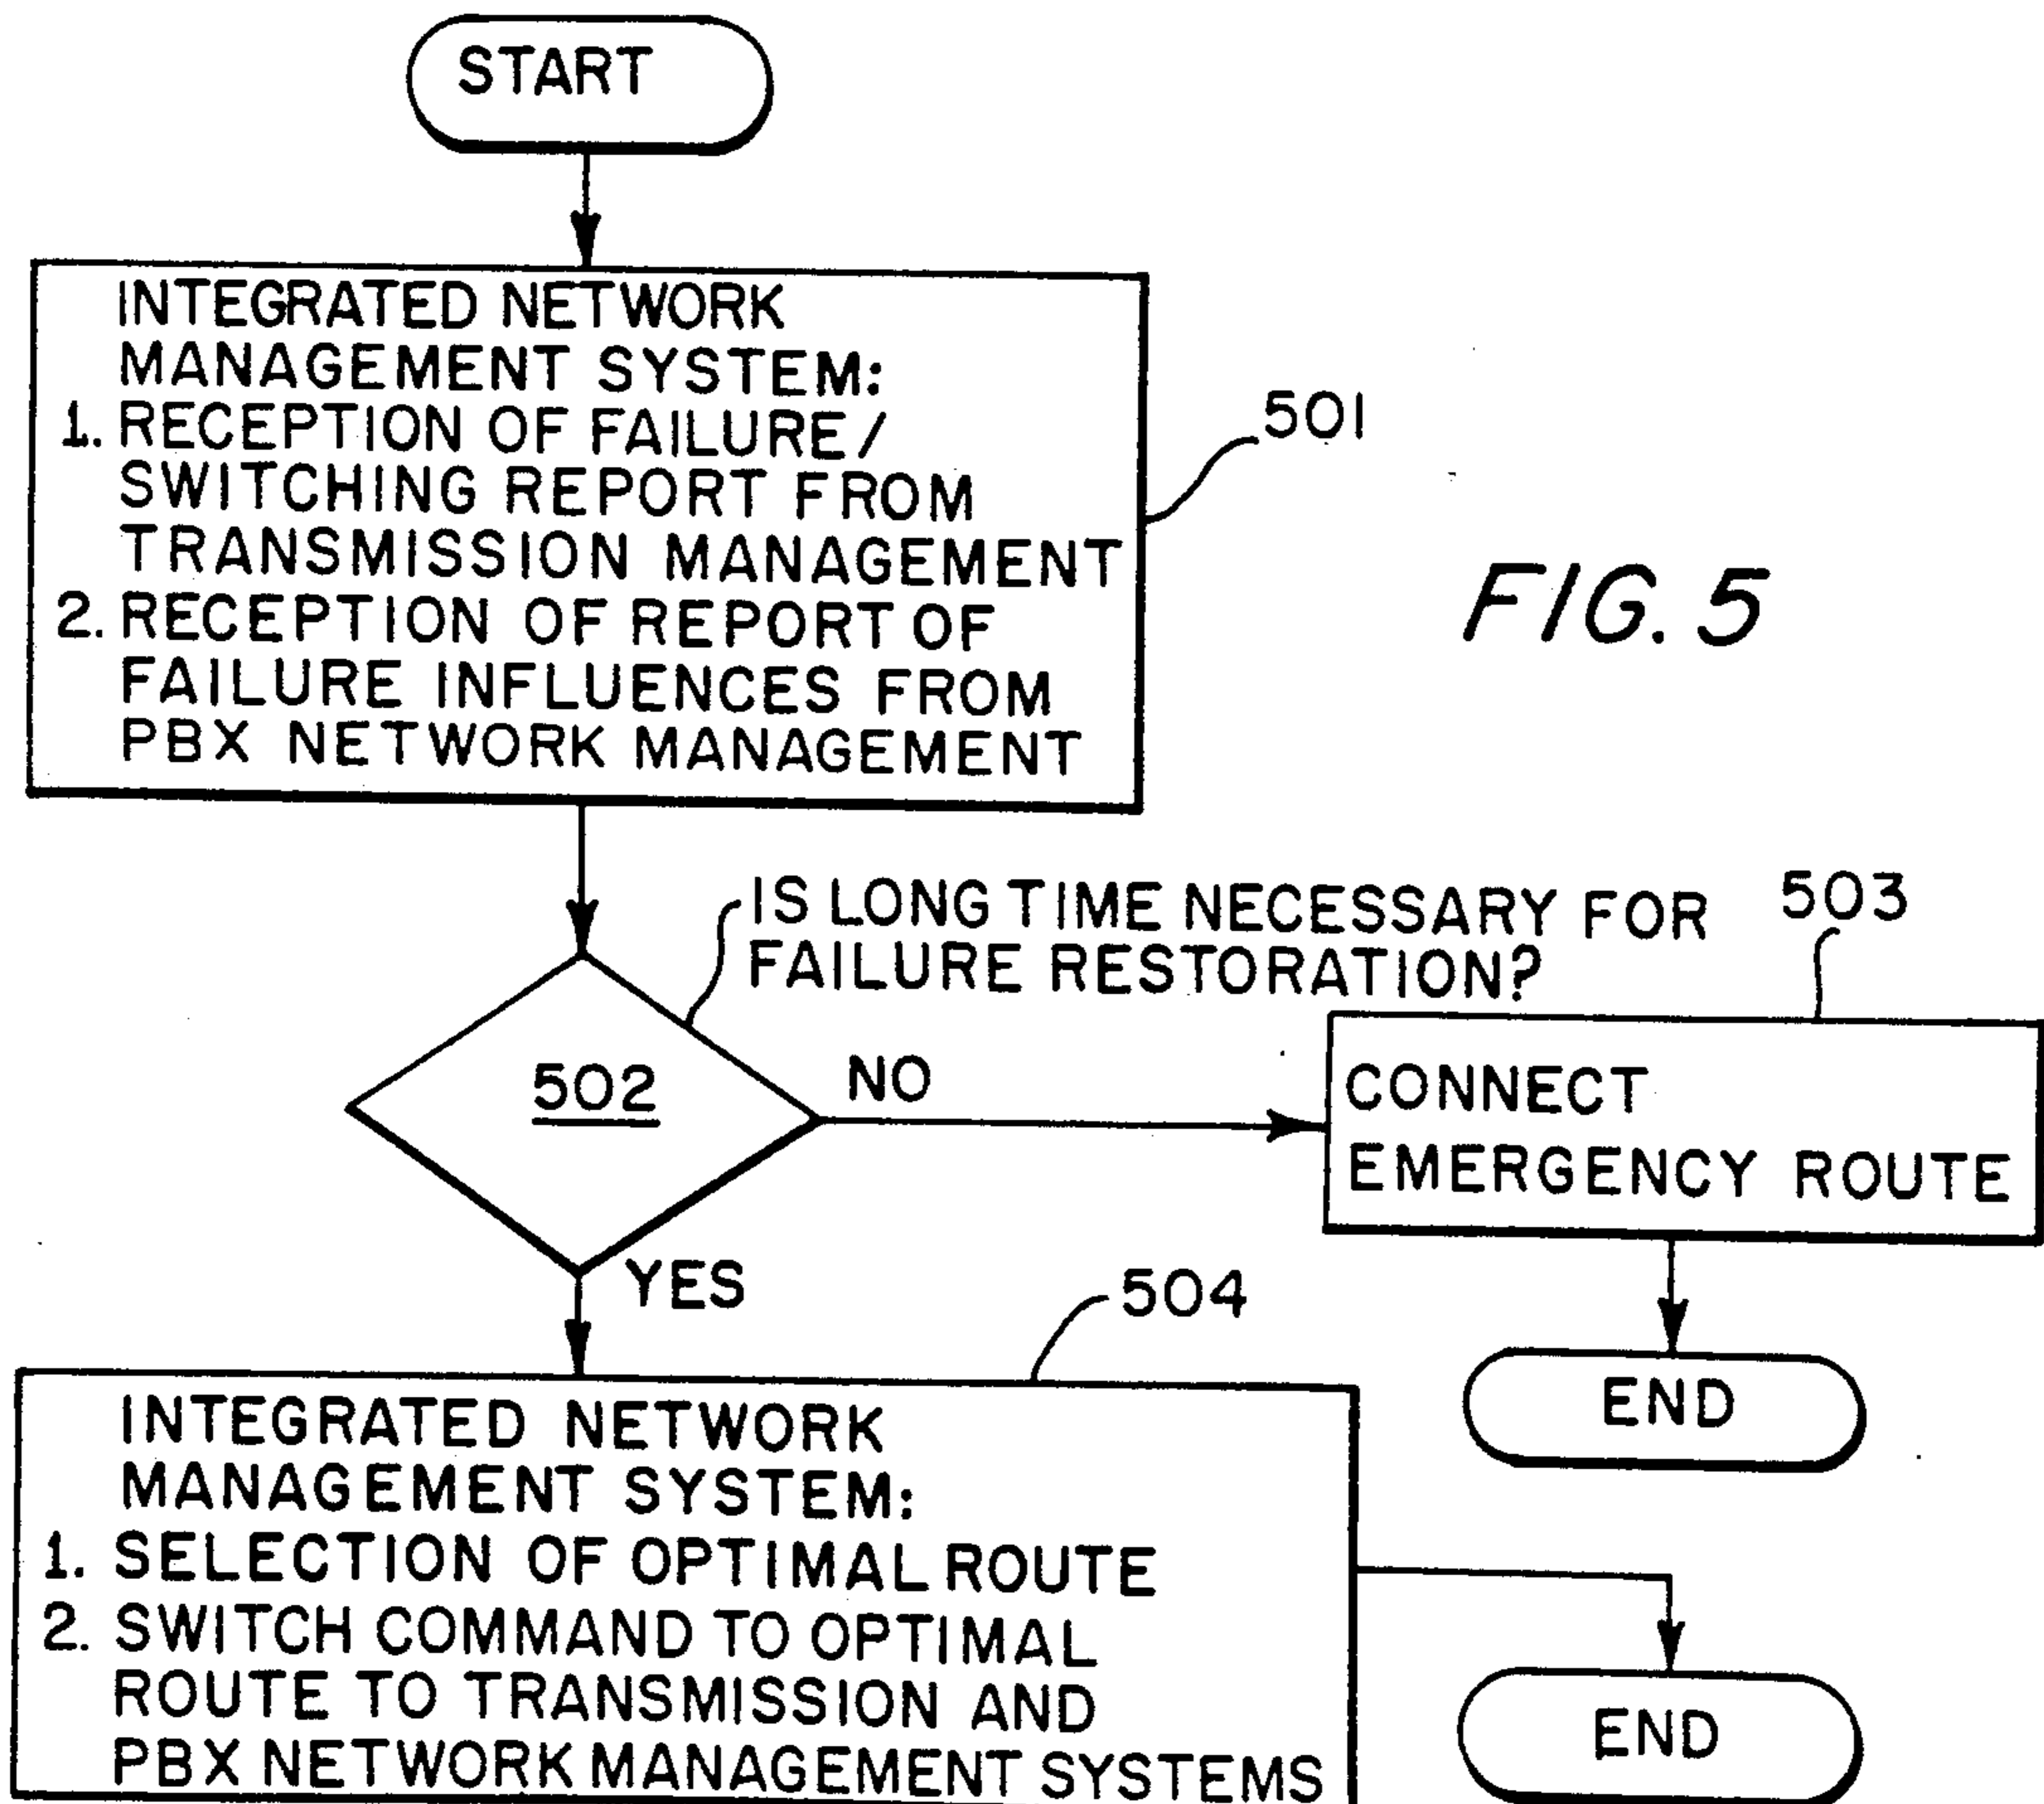 START
INTEGRATED NETWORK
MANAGEMENT SYSTEM:
1. RECEPTION OF FAILURE/
SWITCHING REPORT FROM
TRANSMISSION MANAGEMENT
2. RECEPTION OF REPORT OF
FAILURE INFLUENCES FROM
PBX NETWORK MANAGEMENT
501
FIG. 5
IS LONG TIME NECESSARY FOR
FAILURE RESTORATION?
503
502
NO
CONNECT
EMERGENCY ROUTE
YES
504
END
INTEGRATED NETWORK
MANAGEMENT SYSTEM:
1. SELECTION OF OPTIMAL ROUTE
2. SWITCH COMMAND TO OPTIMAL
ROUTE TO TRANSMISSION AND
PBX NETWORK MANAGEMENT SYSTEMS
END